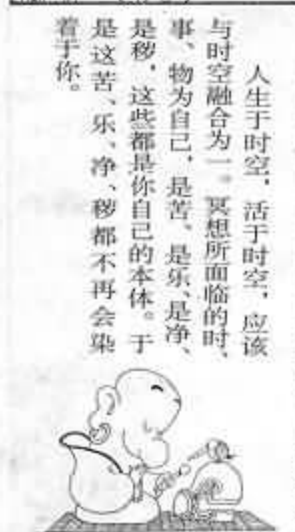 人生于时空，活于时空，应该
与时空融合为一。冥想所面临的时、
事、物为自己，是苦、是乐、是净、
是秽，这些都是你自己的本体。于
是这苦、乐、净、秽都不再会染
着于你。